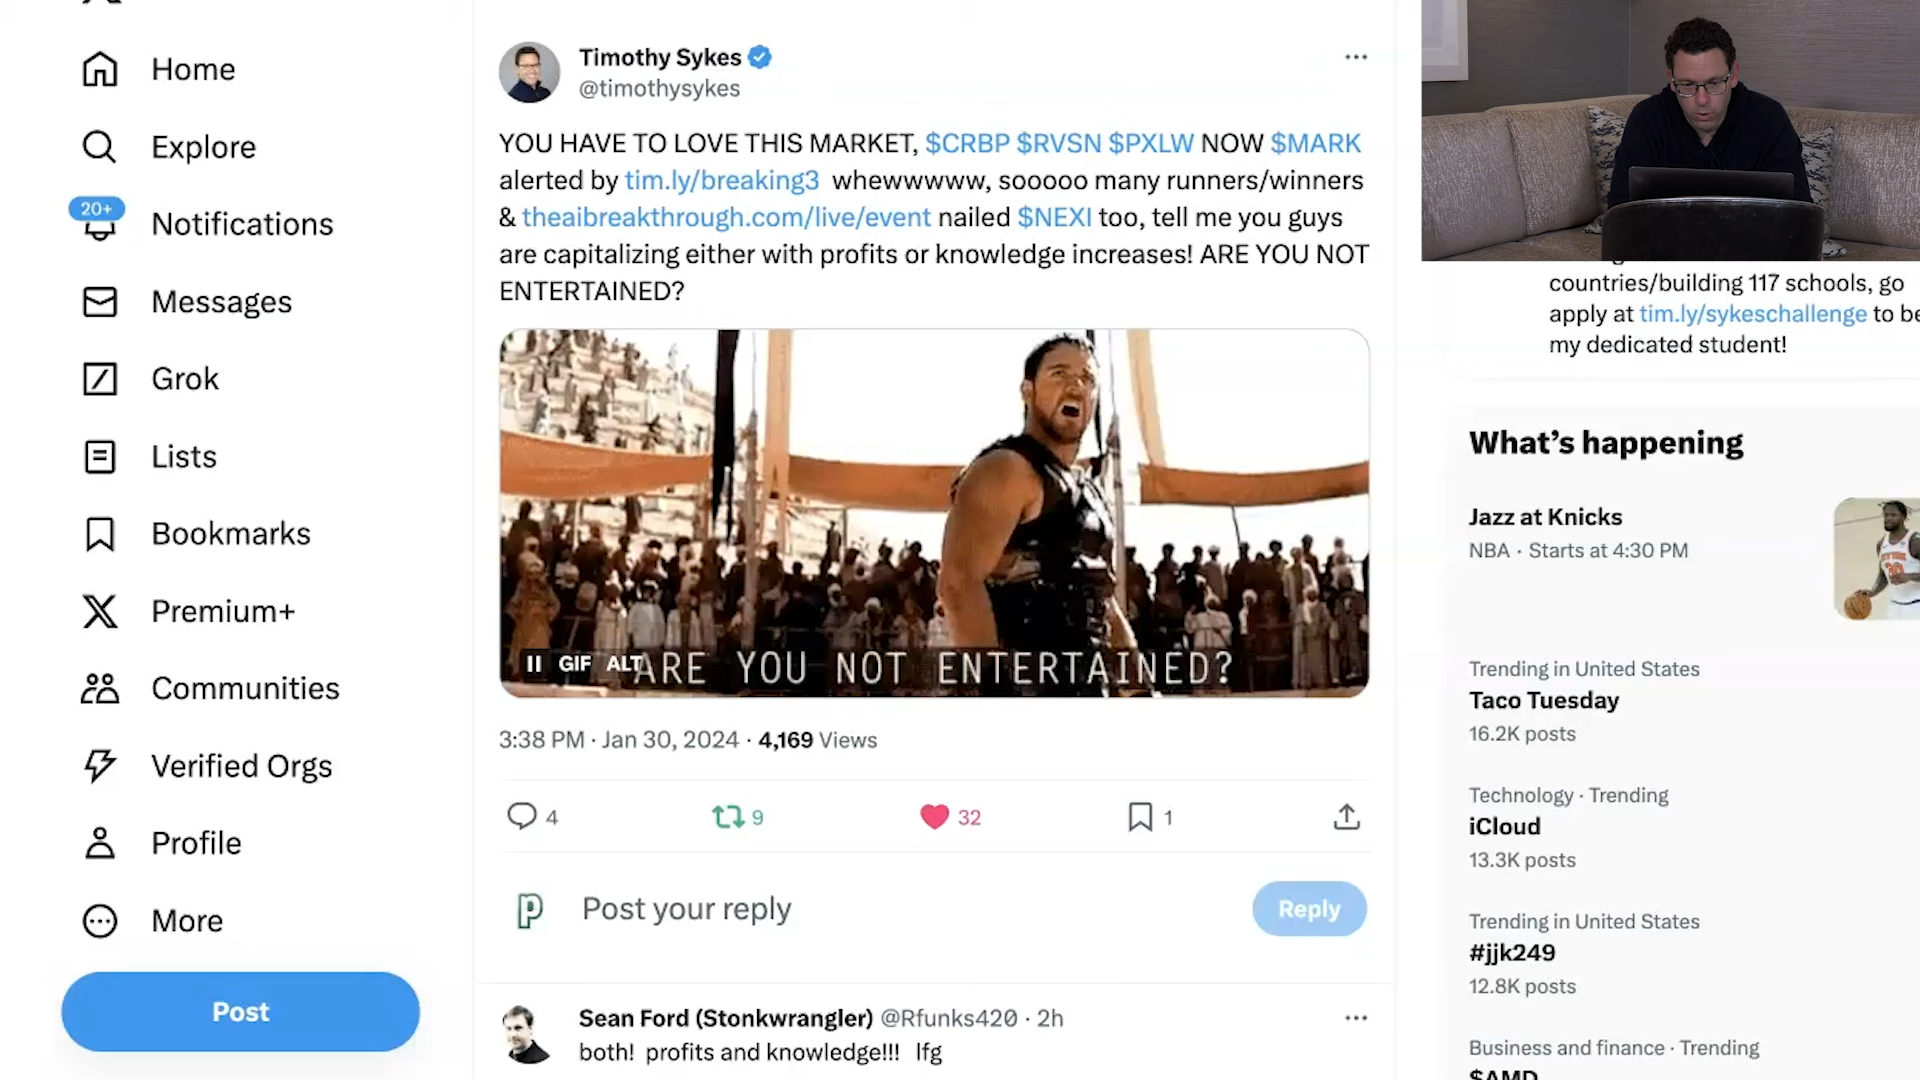 Home
Explore
20+
Notifications
Messages
Grok
Lists
Bookmarks
Premium+
Communities
Verified Orgs
Profile
More
Post
Timothy Sykes
@timothysykes
YOU HAVE TO LOVE THIS MARKET, $CRBP $RVSN $PXLW NOW $MARK
alerted by tim.ly/breaking3 whewwwww, sooooo many runners/winners
& theaibreakthrough.com/live/event nailed $NEXI too, tell me you guys
are capitalizing either with profits or knowledge increases! ARE YOU NOT
ENTERTAINED?
GIF ALT
ARE YOU NOT ENTERTAINED?
3:38 PM · Jan 30, 2024 · 4,169 Views
4 9 32 1
Post your reply
Reply
Sean Ford (Stonkwrangler) @Rfunks420 · 2h
both! profits and knowledge!!! lfg
countries/building 117 schools, go
apply at tim.ly/sykeschallenge to be
my dedicated student!
What's happening
Jazz at Knicks
NBA · Starts at 4:30 PM
Trending in United States
Taco Tuesday
16.2K posts
Technology · Trending
iCloud
13.3K posts
Trending in United States
#jjk249
12.8K posts
Business and finance · Trending
$AMD